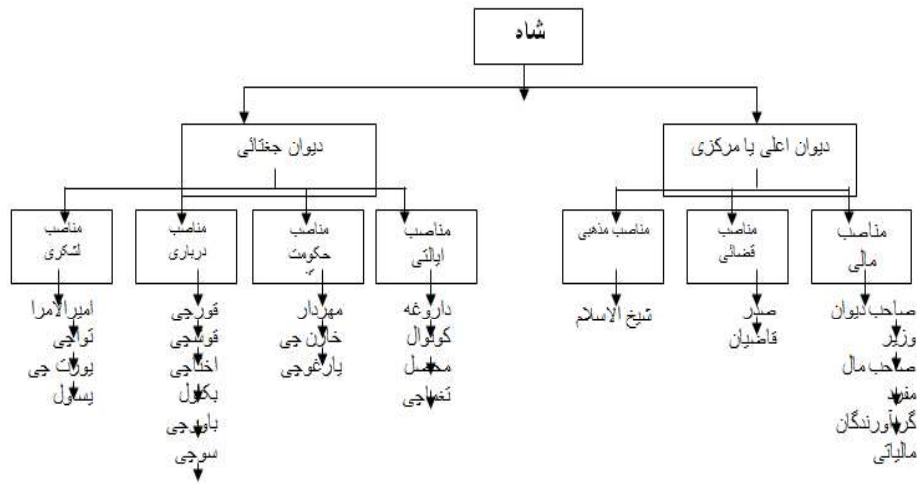 شاه
دیوان اعلی یا مرکزی
دیوان جغتائی
مناصب
مالی
مناصب
قضائی
مناصب مذهبی
مناصب
ایالتی
مناصب
حکومت
مناصب
درباری
مناصب
لشکری
صاحب دیوان
وزیر
صاحب مال
گردآورندگان
مالیاتی
صدر
قاضیان
شیخ الاسلام
داروغه
کوتوال
محصل
تمغاچی
مهردار
خازن چی
یارغوچی
قورچی
قوشچی
اختاچی
بکاول
باورچی
سوچی
امیرالامرا
تواچی
یورت چی
یساول